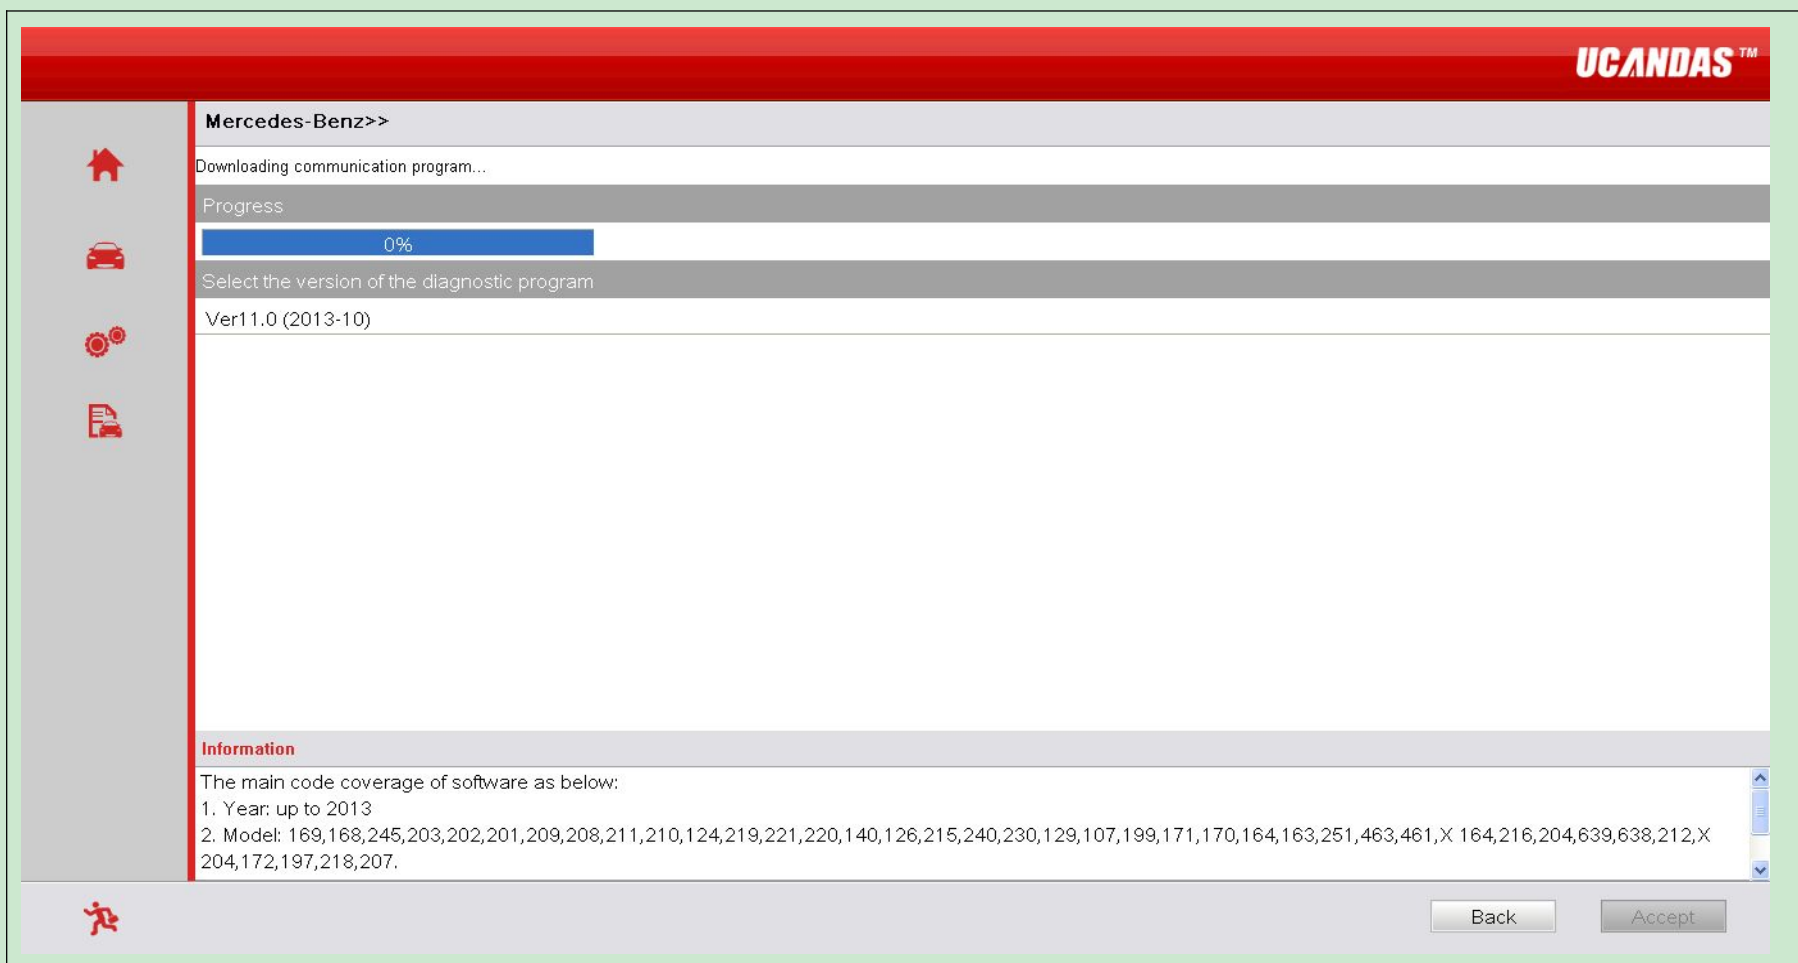 UCANDAS™
Mercedes-Benz>>
Downloading communication program...
Progress
0%
Select the version of the diagnostic program
Ver11.0 (2013-10)
Information
The main code coverage of software as below:
1. Year: up to 2013
2. Model: 169,168,245,203,202,201,209,208,211,210,124,219,221,220,140,126,215,240,230,129,107,199,171,170,164,163,251,463,461,X 164,216,204,639,638,212,X
204,172,197,218,207.
Back
Accept